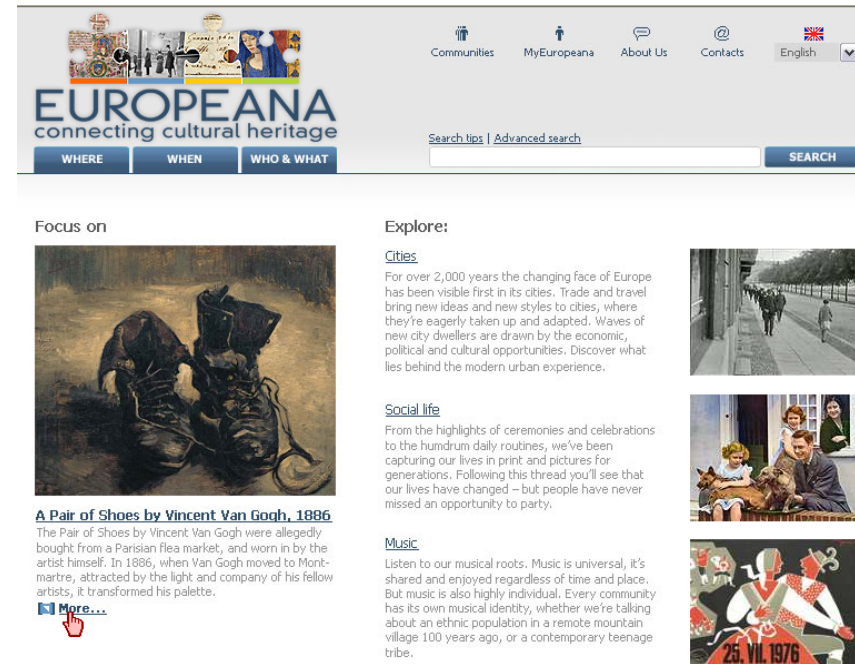 Communities
MyEuropeana
About Us
Contacts
English
EUROPEANA
connecting cultural heritage
Search tips | Advanced search
WHERE
WHEN
WHO & WHAT
SEARCH
Focus on
A Pair of Shoes by Vincent Van Gogh, 1886
The Pair of Shoes by Vincent Van Gogh were allegedly
bought from a Parisian flea market, and worn in by the
artist himself. In 1886, when Van Gogh moved to Mont-
martre, attracted by the light and company of his fellow
artists, it transformed his palette.
More...
Explore:
Cities
For over 2,000 years the changing face of Europe
has been visible first in its cities. Trade and travel
bring new ideas and new styles to cities, where
they're eagerly taken up and adapted. Waves of
new city dwellers are drawn by the economic,
political and cultural opportunities. Discover what
lies behind the modern urban experience.
Social life
From the highlights of ceremonies and celebrations
to the humdrum daily routines, we've been
capturing our lives in print and pictures for
generations. Following this thread you'll see that
our lives have changed – but people have never
missed an opportunity to party.
Music
Listen to our musical roots. Music is universal, it's
shared and enjoyed regardless of time and place.
But music is also highly individual. Every community
has its own musical identity, whether we're talking
about an ethnic population in a remote mountain
village 100 years ago, or a contemporary teenage
tribe.
25. VII. 1976